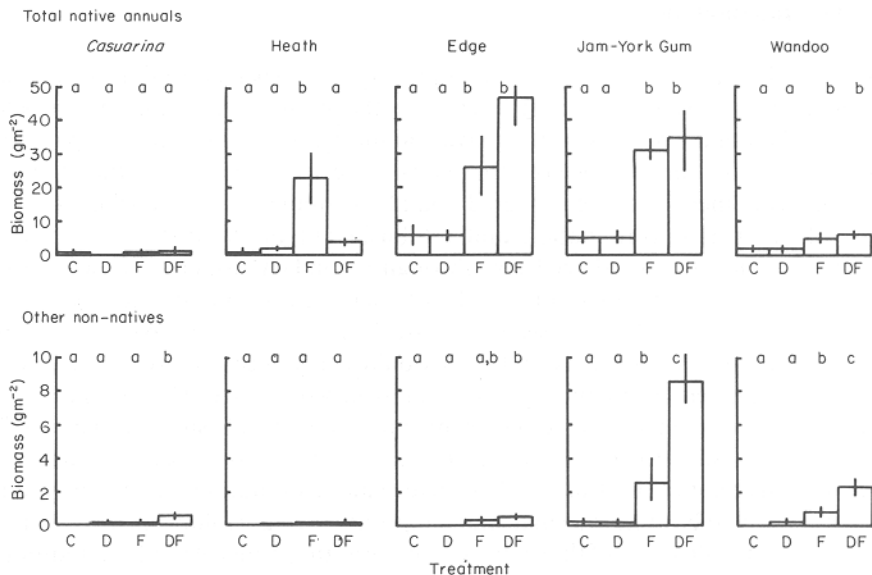 Total native annuals
Casuarina Heath Edge Jam-York Gum Wandoo
a a a a a a b a a a b b a a b b a a b b
Biomass (gm⁻²)
50
40
30
20
10
0
C D F DF C D F DF C D F DF C D F DF C D F DF
Other non-natives
a a a b a a a a a a a,b b a a b c a a b c
Biomass (gm⁻²)
10
8
6
4
2
0
C D F DF C D F DF C D F DF C D F DF C D F DF
Treatment